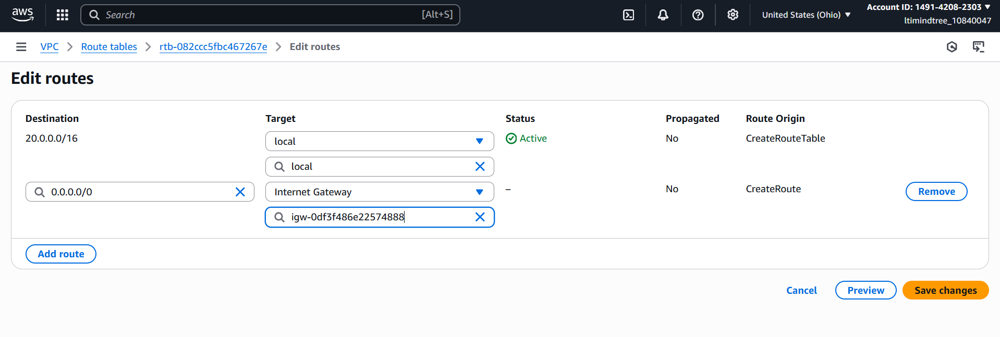 aws
Search [Alt+S]
United States (Ohio)
Account ID: 1491-4208-2303
ltimindtree_10840047
VPC Route tables rtb-082ccc5fbc467267e Edit routes
Edit routes
Destination Target Status Propagated Route Origin
20.0.0.0/16 local Active No CreateRouteTable
local
0.0.0.0/0 Internet Gateway – No CreateRoute Remove
igw-0df3f486e22574888
Add route
Cancel Preview Save changes